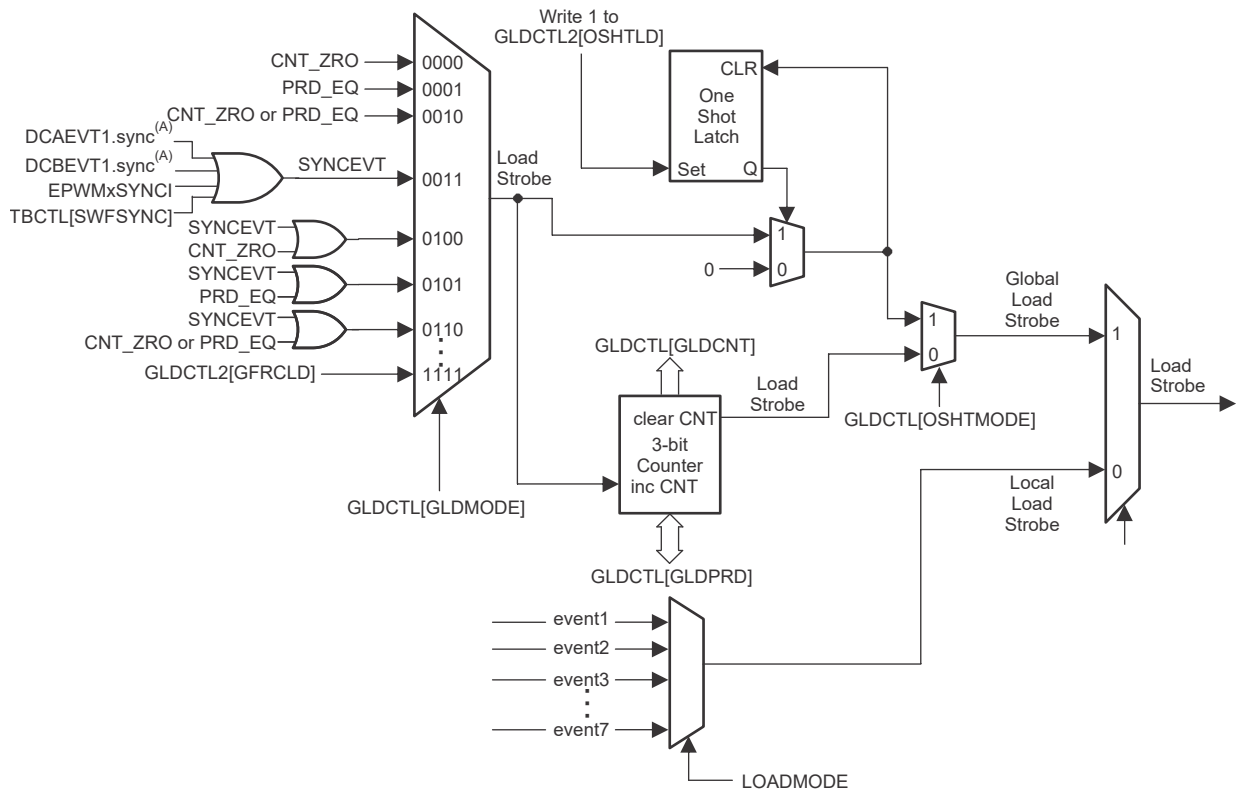 Write 1 to
GLDCTL2[OSHTLD]
CNT_ZRO
0000
PRD_EQ
0001
CNT_ZRO or PRD_EQ
0010
DCAEVT1.sync(A)
DCBEVT1.sync(A)
EPWMxSYNCI
TBCTL[SWFSYNC]
SYNCEVT
0011
SYNCEVT
CNT_ZRO
0100
SYNCEVT
PRD_EQ
0101
SYNCEVT
CNT_ZRO or PRD_EQ
0110
GLDCTL2[GFRCLD]
1111
GLDCTL[GLDMODE]
Load
Strobe
CLR
One
Shot
Latch
Set
Q
1
0
0
1
0
GLDCTL[OSHTMODE]
GLDCTL[GLDCNT]
clear CNT
3-bit
Counter
inc CNT
GLDCTL[GLDPRD]
Load
Strobe
Global
Load
Strobe
1
0
Local
Load
Strobe
Load
Strobe
event1
event2
event3
event7
LOADMODE